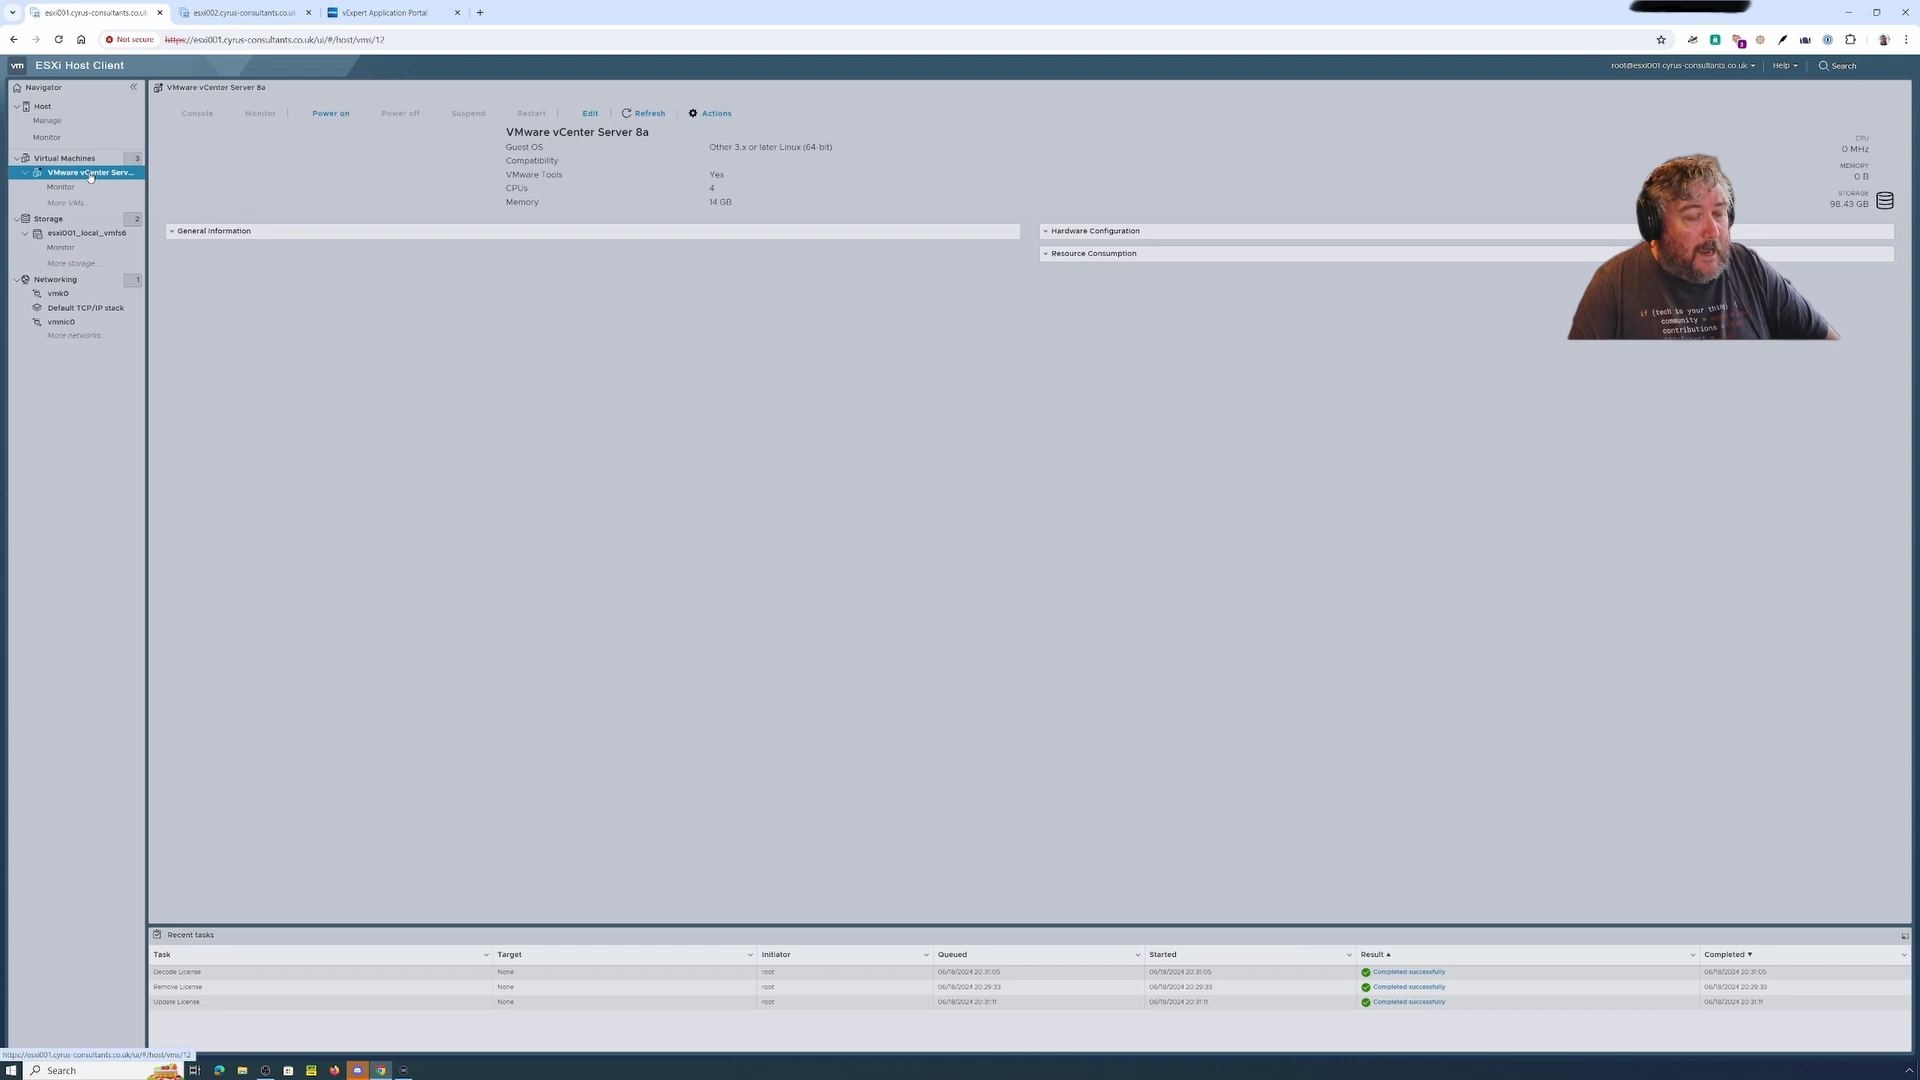 esxi001.cyrus-consultants.co.uk
esxi002.cyrus-consultants.co.uk
vExpert Application Portal
Not secure
https://esxi001.cyrus-consultants.co.uk/ui/#/host/vms/12
vm ESXi Host Client
root@esxi001.cyrus-consultants.co.uk
Help
Search
Navigator
VMware vCenter Server 8a
Host
Manage
Monitor
Virtual Machines 3
VMware vCenter Serv...
Monitor
More VMs...
Storage 2
esxi001_local_vmfs6
Monitor
More storage...
Networking 1
vmk0
Default TCP/IP stack
vmnic0
More networks...
Console Monitor Power on Power off Suspend Restart Edit Refresh Actions
VMware vCenter Server 8a
Guest OS Other 3.x or later Linux (64-bit)
Compatibility
VMware Tools Yes
CPUs 4
Memory 14 GB
CPU
0 MHz
MEMORY
0 B
STORAGE
98.43 GB
General Information
Hardware Configuration
Resource Consumption
if (tech is your thing) {
community =
contributions =
Recent tasks
Task Target Initiator Queued Started Result Completed
Decode License None root 06/18/2024 20:31:05 06/18/2024 20:31:05 Completed successfully 06/18/2024 20:31:05
Remove License None root 06/18/2024 20:29:33 06/18/2024 20:29:33 Completed successfully 06/18/2024 20:29:33
Update License None root 06/18/2024 20:31:11 06/18/2024 20:31:11 Completed successfully 06/18/2024 20:31:11
https://esxi001.cyrus-consultants.co.uk/ui/#/host/vms/12
Search